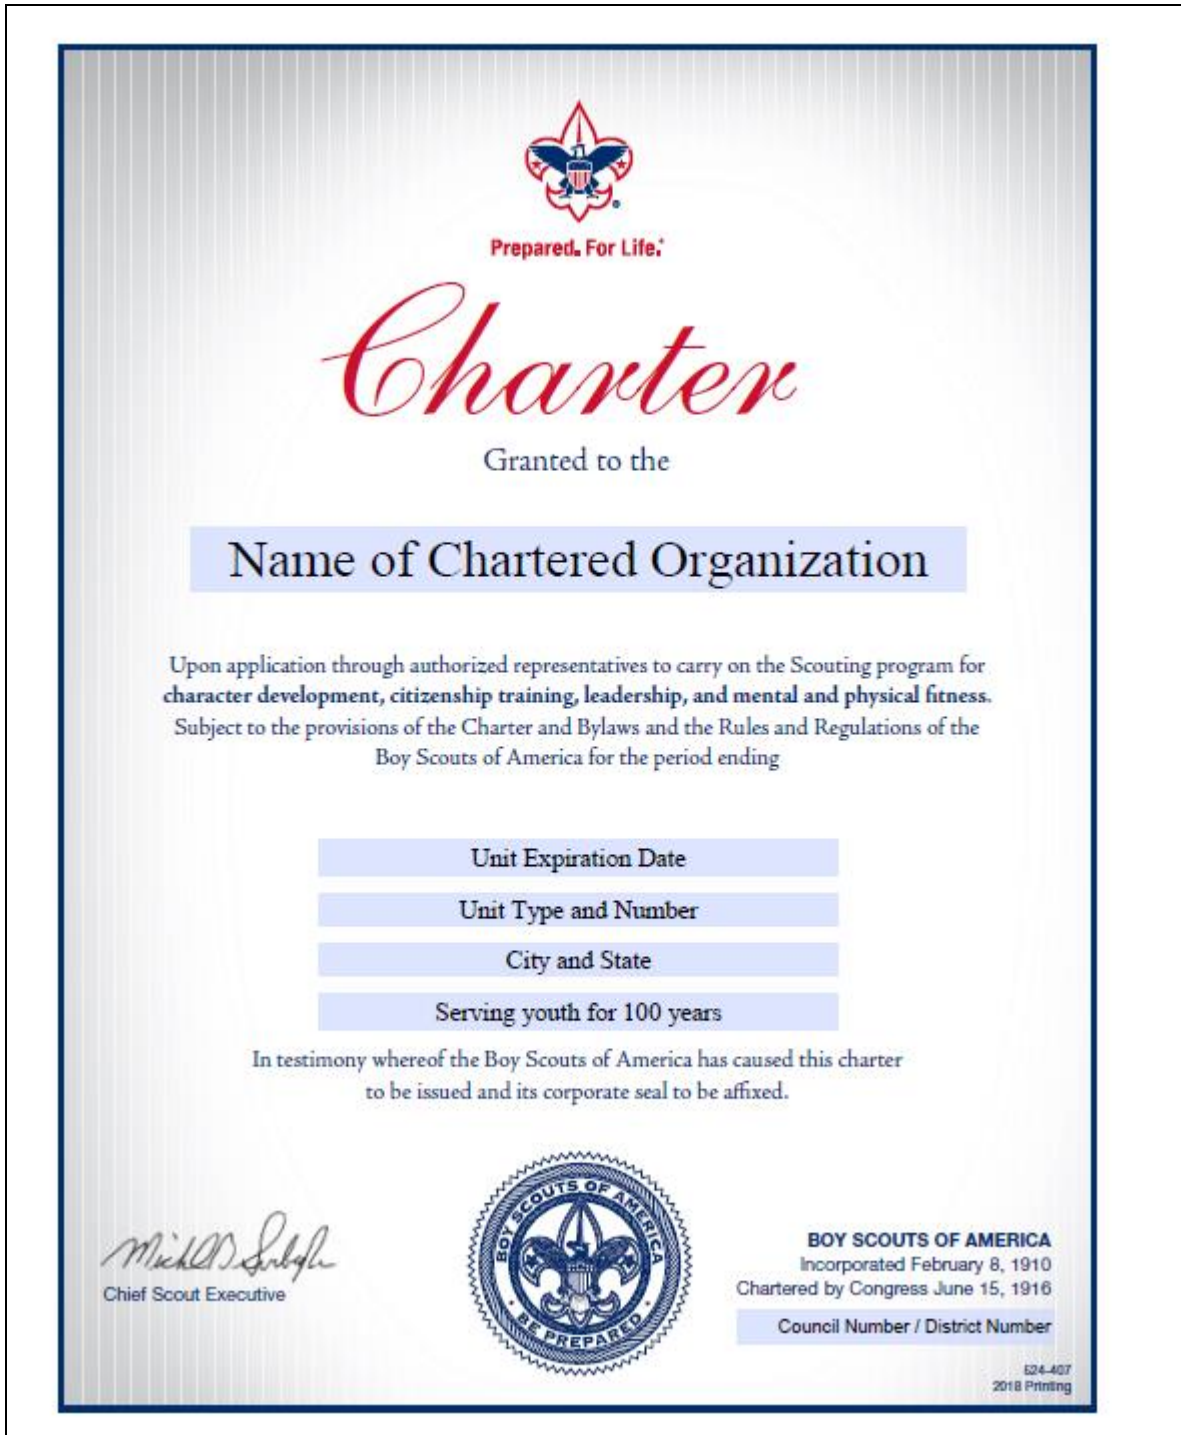 Prepared. For Life.
Charter
Granted to the
Name of Chartered Organization
Upon application through authorized representatives to carry on the Scouting program for
character development, citizenship training, leadership, and mental and physical fitness.
Subject to the provisions of the Charter and Bylaws and the Rules and Regulations of the
Boy Scouts of America for the period ending
Unit Expiration Date
Unit Type and Number
City and State
Serving youth for 100 years
In testimony whereof the Boy Scouts of America has caused this charter
to be issued and its corporate seal to be affixed.
Chief Scout Executive
BOY SCOUTS OF AMERICA
BE PREPARED
BOY SCOUTS OF AMERICA
Incorporated February 8, 1910
Chartered by Congress June 15, 1916
Council Number / District Number
524-407
2018 Printing